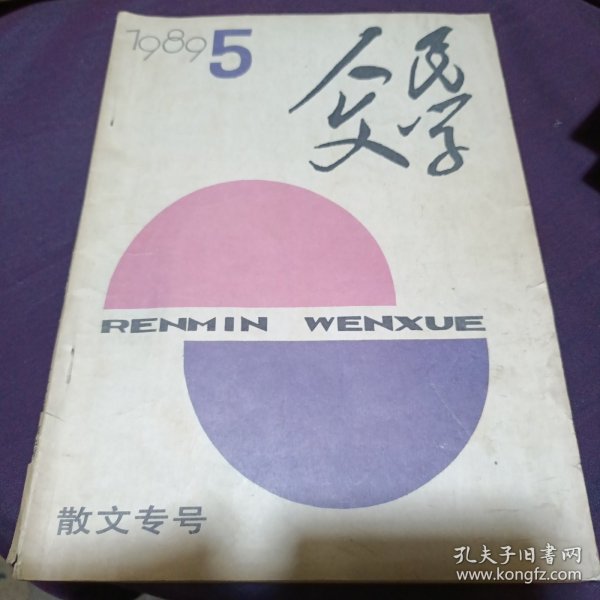 1989 5
人民
文学
RENMIN WENXUE
散文专号
孔夫子旧书网
www.kongfz.com